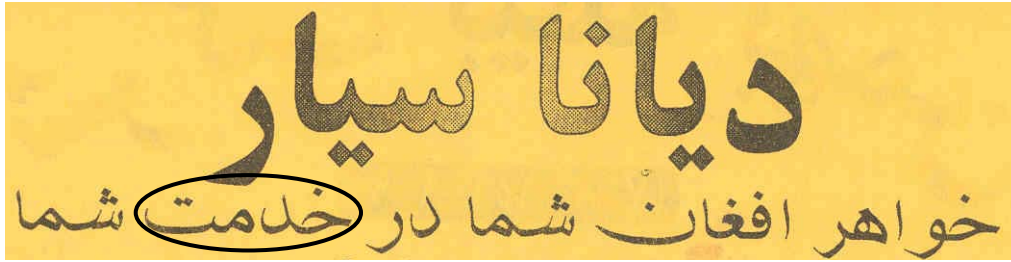 دیانا سیار
خواهر افغان شما در خدمت شما